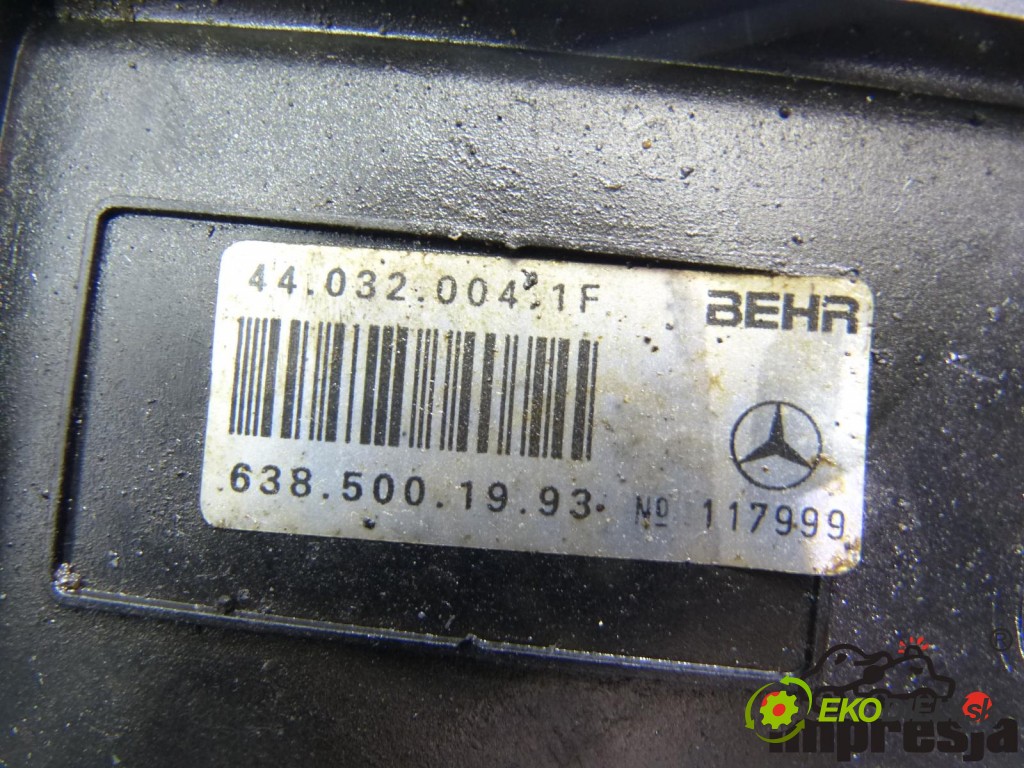 44.032.004.1F
BEHR
638.500.19.93 Nº 117999
®
EKO
impresja